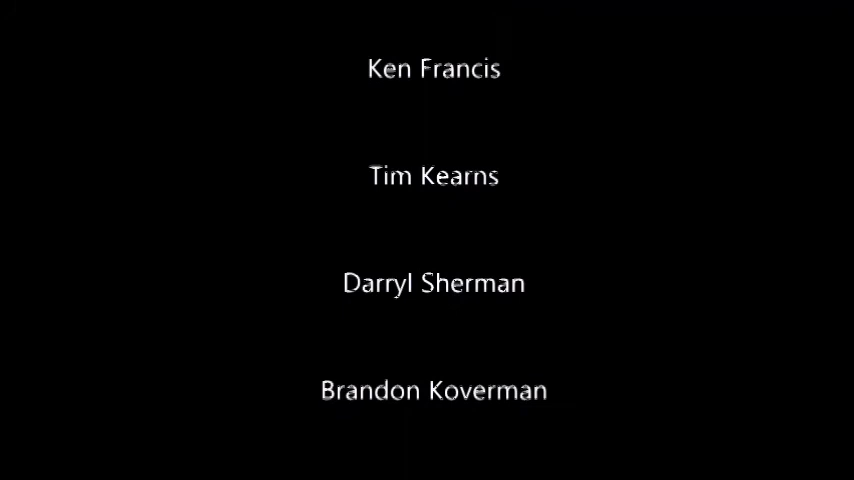 Ken Francis
Tim Kearns
Darryl Sherman
Brandon Koverman